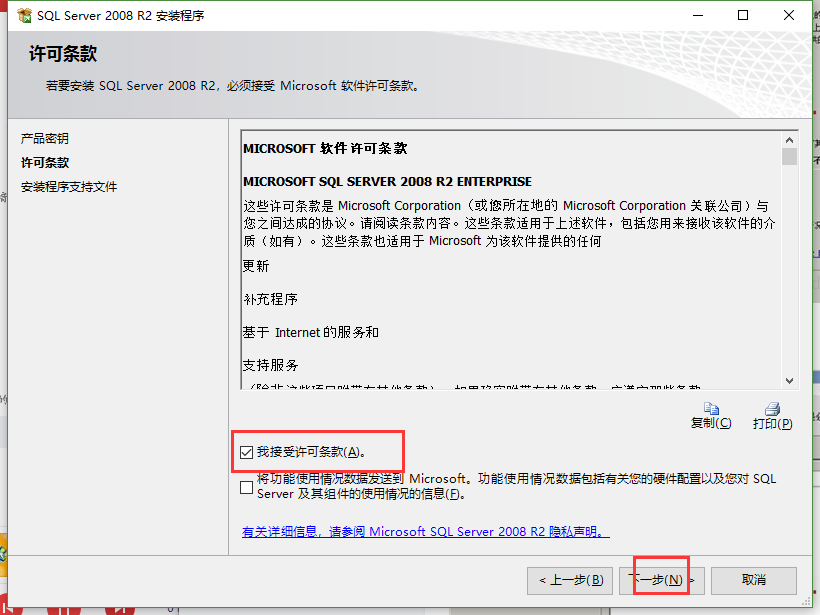 SQL Server 2008 R2 安装程序
许可条款
若要安装 SQL Server 2008 R2，必须接受 Microsoft 软件许可条款。
产品密钥
许可条款
安装程序支持文件
MICROSOFT 软件许可条款
MICROSOFT SQL SERVER 2008 R2 ENTERPRISE
这些许可条款是 Microsoft Corporation（或您所在地的 Microsoft Corporation 关联公司）与
您之间达成的协议。请阅读条款内容。这些条款适用于上述软件，包括您用来接收该软件的介
质（如有）。这些条款也适用于 Microsoft 为该软件提供的任何
更新
补充程序
基于 Internet 的服务和
支持服务
复制(C)
打印(P)
我接受许可条款(A)。
将功能使用情况数据发送到 Microsoft。功能使用情况数据包括有关您的硬件配置以及您对 SQL
Server 及其组件的使用情况的信息(F)。
有关详细信息，请参阅 Microsoft SQL Server 2008 R2 隐私声明。
< 上一步(B)
下一步(N) >
取消